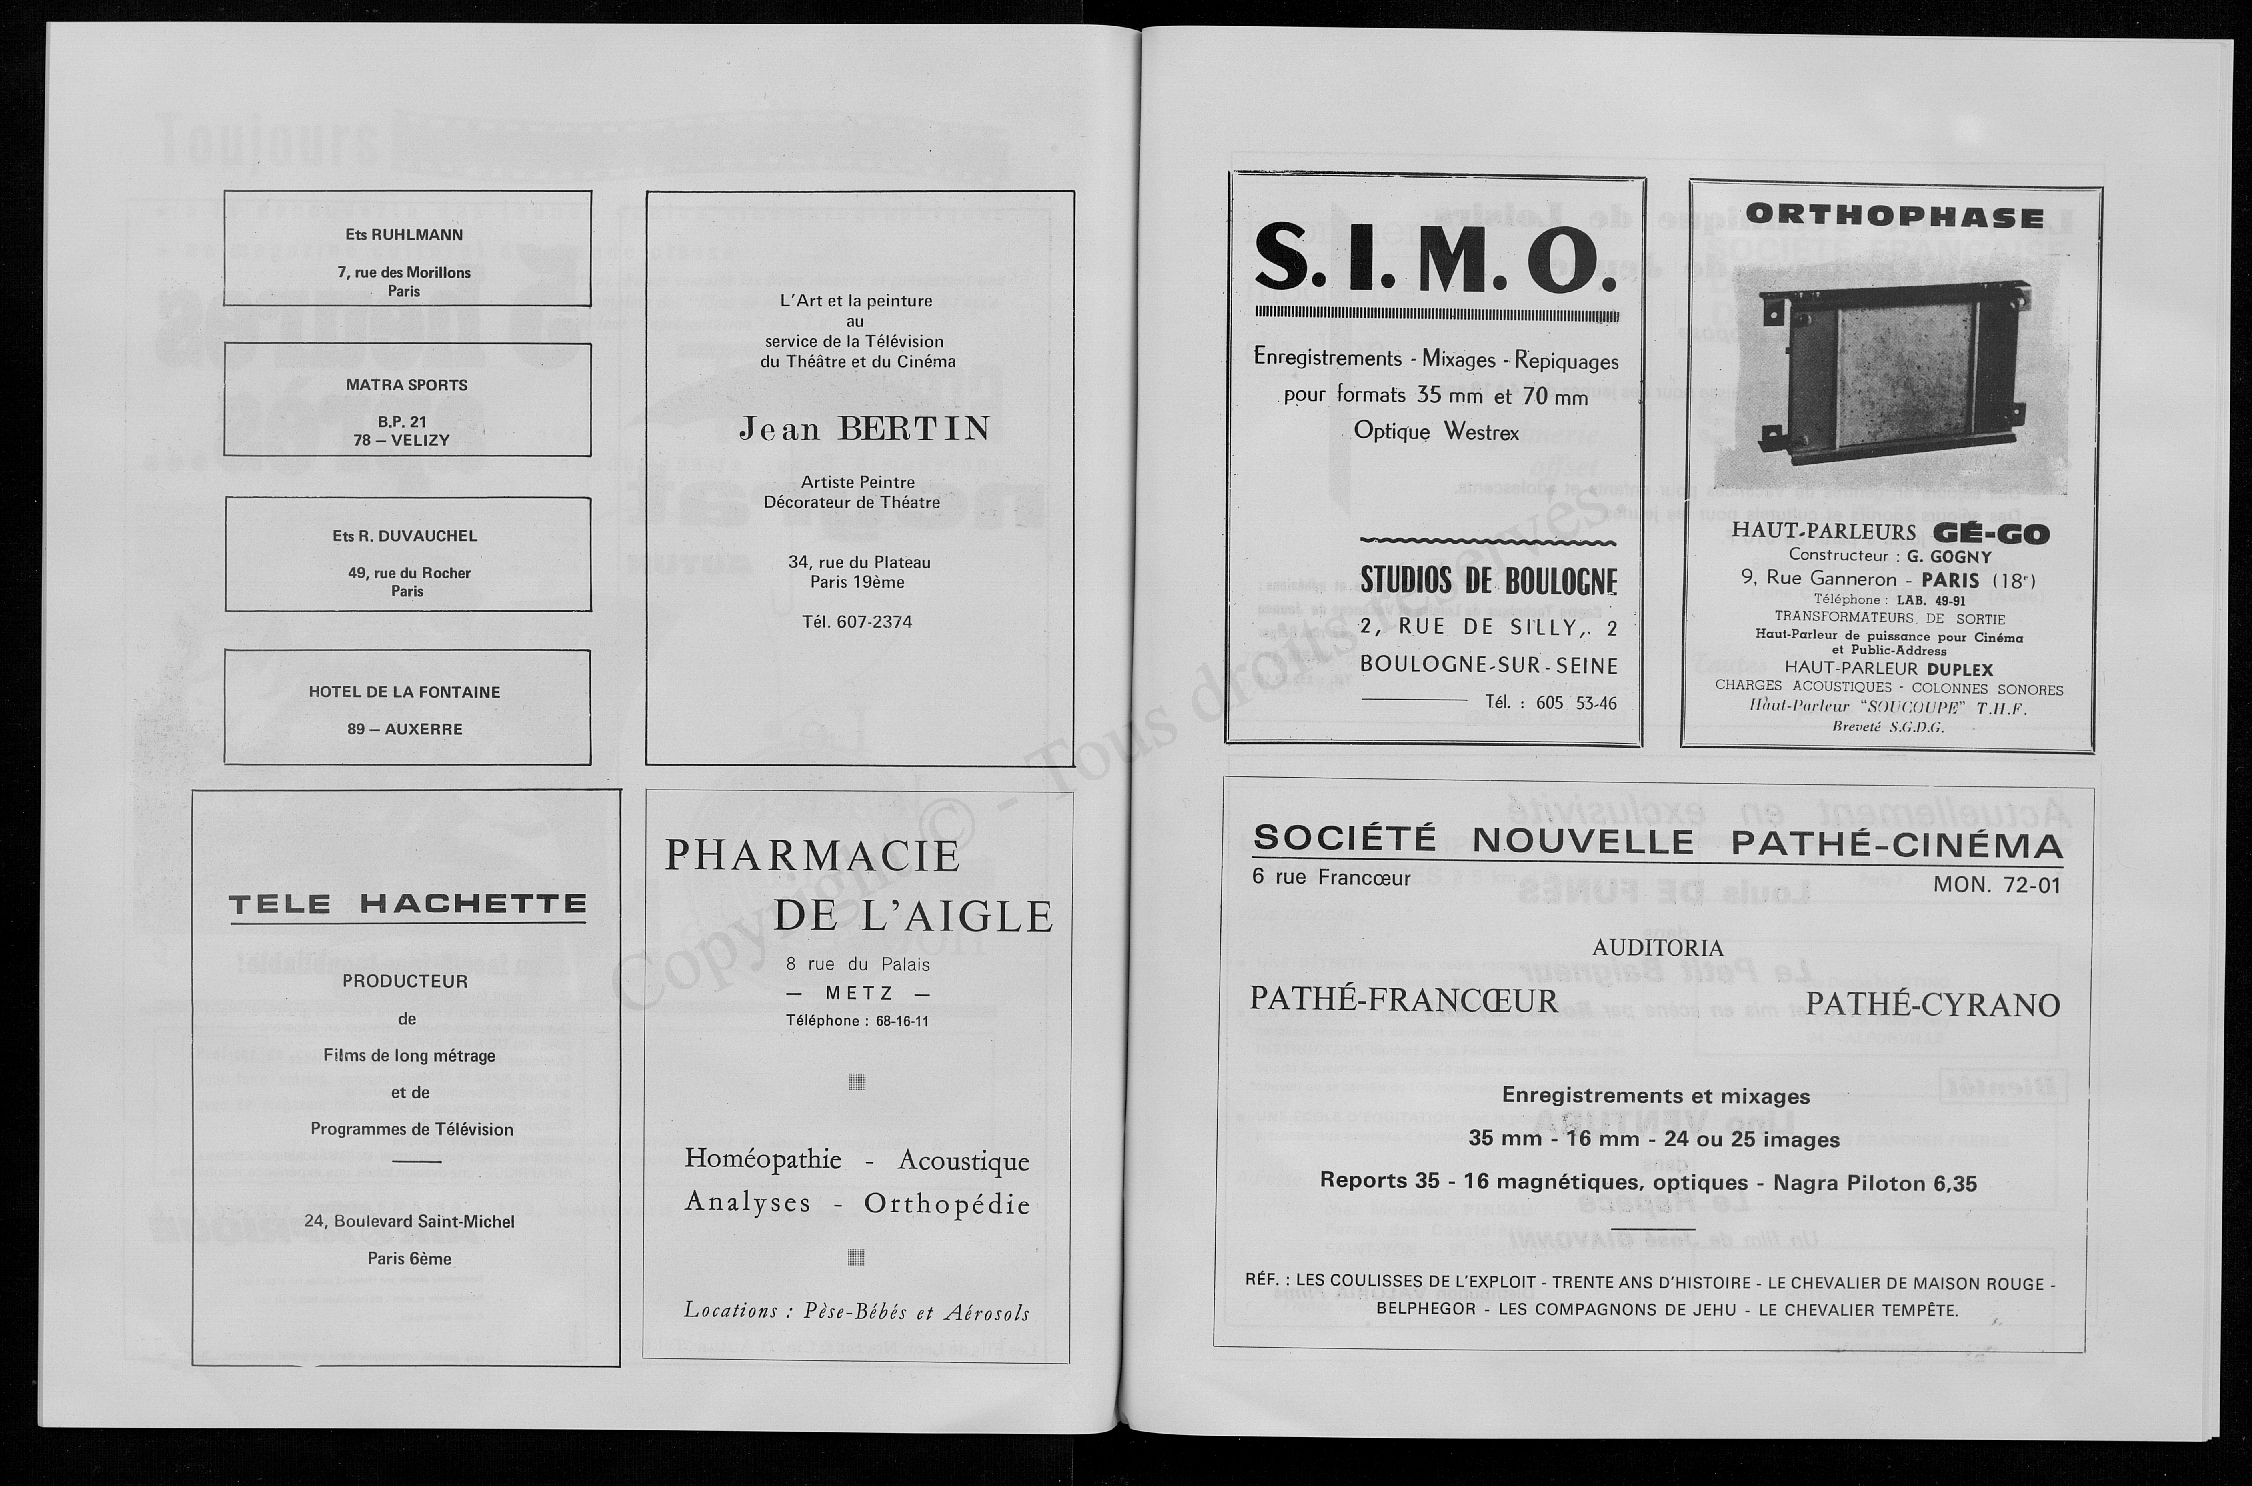 Ets RUHLMANN
7, rue des Morillons
Paris
MATRA SPORTS
B.P. 21
78 – VELIZY
Ets R. DUVAUCHEL
49, rue du Rocher
Paris
HOTEL DE LA FONTAINE
89 – AUXERRE
L'Art et la peinture
au
service de la Télévision
du Théâtre et du Cinéma
Jean BERTIN
Artiste Peintre
Décorateur de Théatre
34, rue du Plateau
Paris 19ème
Tél. 607-2374
TELE HACHETTE
PRODUCTEUR
de
Films de long métrage
et de
Programmes de Télévision
24, Boulevard Saint-Michel
Paris 6ème
PHARMACIE
DE L'AIGLE
8 rue du Palais
– METZ –
Téléphone : 68-16-11
Homéopathie - Acoustique
Analyses - Orthopédie
Locations : Pèse-Bébés et Aérosols
S.I.M.O.
Enregistrements - Mixages - Repiquages
pour formats 35 mm et 70 mm
Optique Westrex
STUDIOS DE BOULOGNE
2, RUE DE SILLY, 2
BOULOGNE-SUR-SEINE
Tél. : 605 53-46
ORTHOPHASE
HAUT-PARLEURS GÉ-GO
Constructeur : G. GOGNY
9, Rue Ganneron - PARIS (18e)
Téléphone : LAB. 49-91
TRANSFORMATEURS DE SORTIE
Haut-Parleur de puissance pour Cinéma
et Public-Address
HAUT-PARLEUR DUPLEX
CHARGES ACOUSTIQUES - COLONNES SONORES
Haut-Parleur "SOUCOUPE" T.H.F.
Breveté S.G.D.G.
SOCIÉTÉ NOUVELLE PATHÉ-CINÉMA
6 rue Francœur MON. 72-01
AUDITORIA
PATHÉ-FRANCŒUR PATHÉ-CYRANO
Enregistrements et mixages
35 mm - 16 mm - 24 ou 25 images
Reports 35 - 16 magnétiques, optiques - Nagra Piloton 6,35
RÉF. : LES COULISSES DE L'EXPLOIT - TRENTE ANS D'HISTOIRE - LE CHEVALIER DE MAISON ROUGE -
BELPHEGOR - LES COMPAGNONS DE JEHU - LE CHEVALIER TEMPÊTE.
Copyright © - Tous droits réservés.